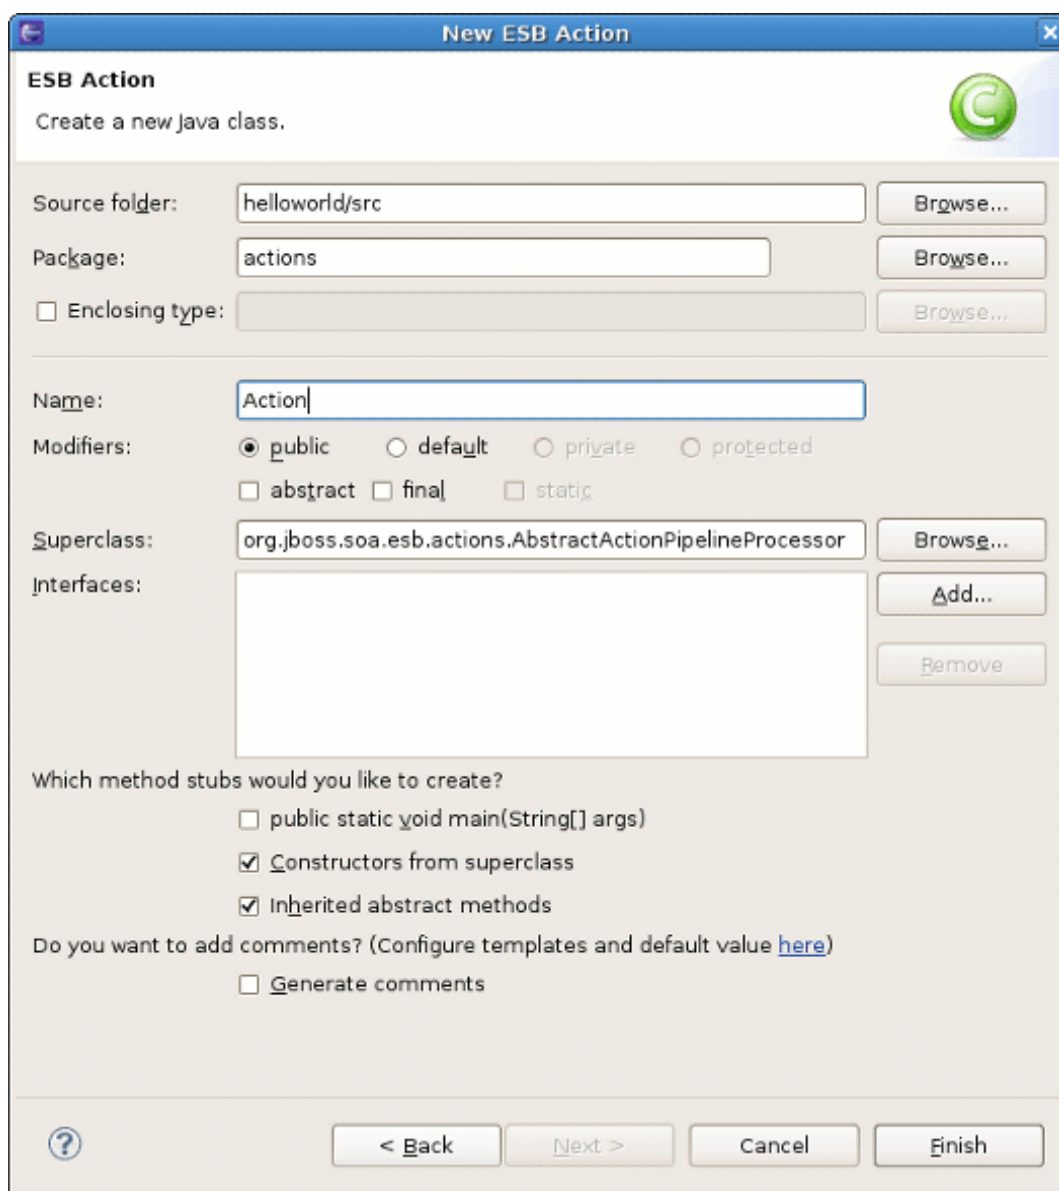 New ESB Action
ESB Action
Create a new Java class.
Source folder: helloworld/src Browse...
Package: actions Browse...
Enclosing type: Browse...
Name: Action
Modifiers: public default private protected
abstract final static
Superclass: org.jboss.soa.esb.actions.AbstractActionPipelineProcessor Browse...
Interfaces: Add...
Remove
Which method stubs would you like to create?
public static void main(String[] args)
Constructors from superclass
Inherited abstract methods
Do you want to add comments? (Configure templates and default value here)
Generate comments
? < Back Next > Cancel Finish